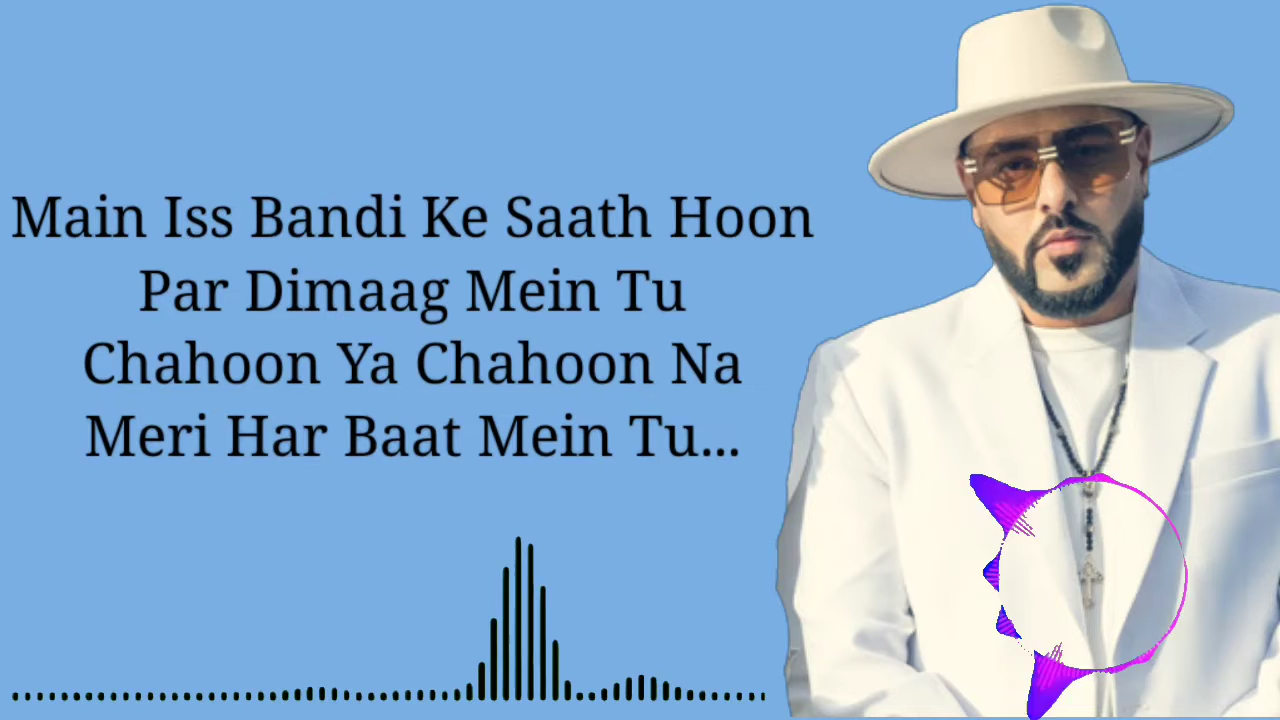 Main Iss Bandi Ke Saath Hoon
Par Dimaag Mein Tu
Chahoon Ya Chahoon Na
Meri Har Baat Mein Tu...